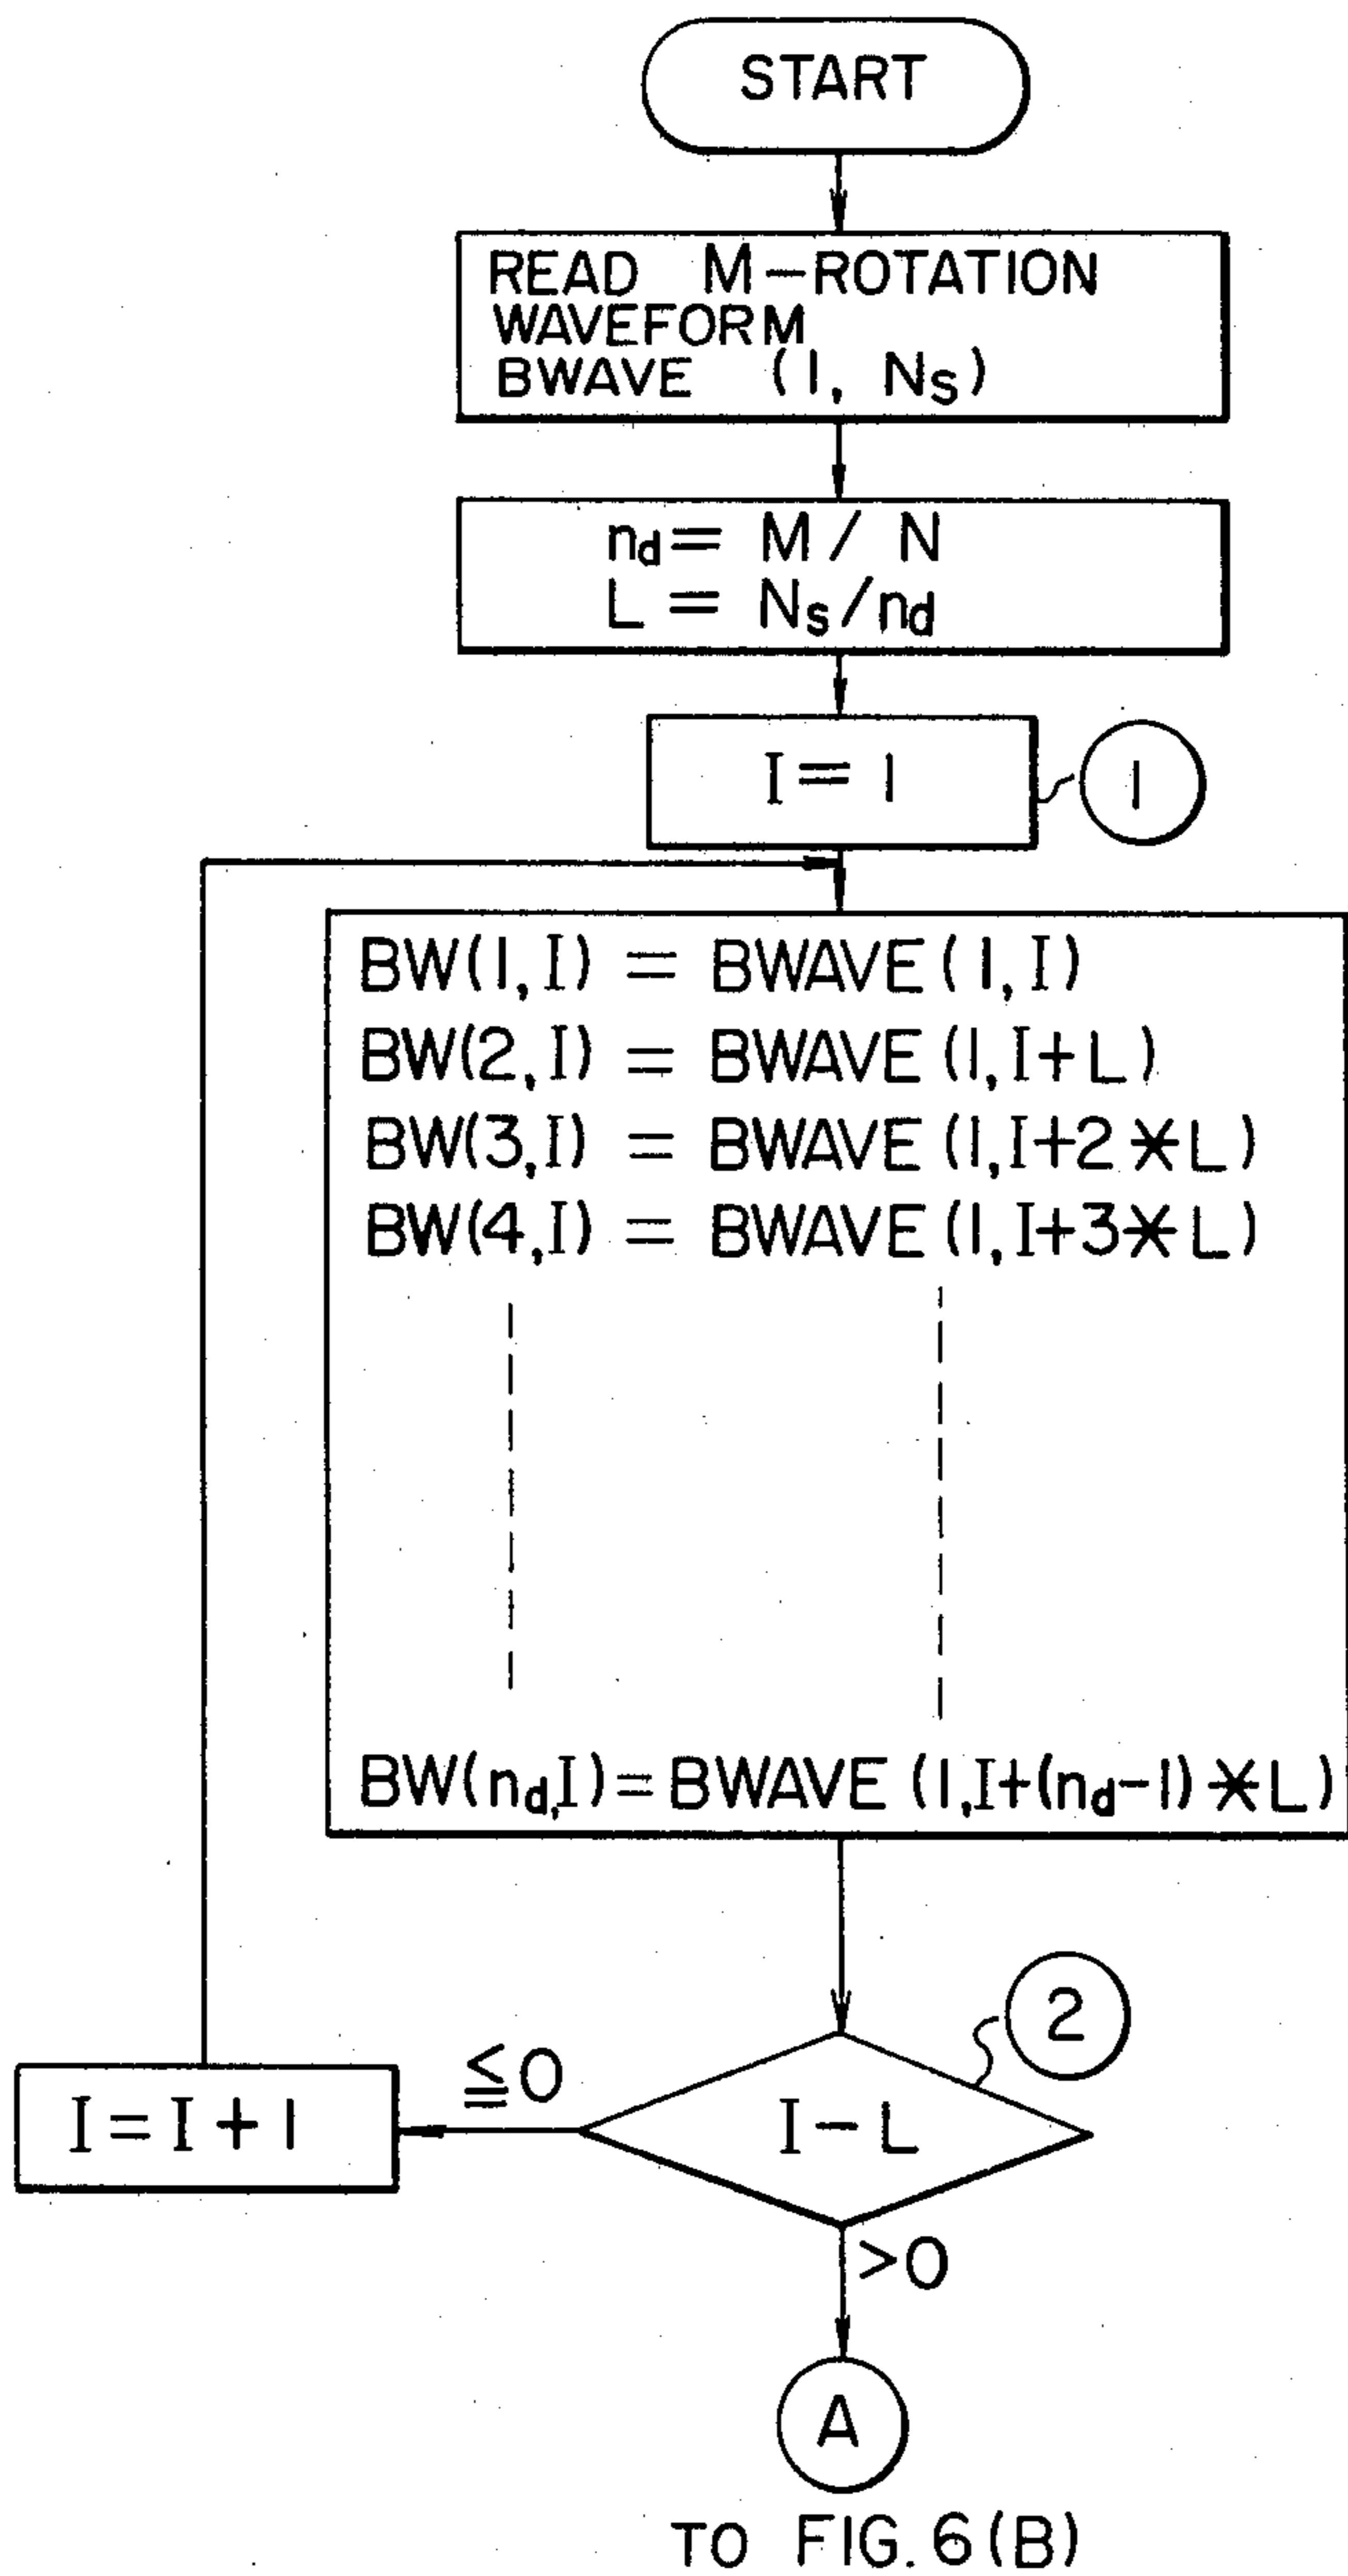 START
READ M-ROTATION
WAVEFORM
BWAVE (1, Ns)
nd = M / N
L = Ns/nd
I = 1
1
BW(1,I) = BWAVE(1,I)
BW(2,I) = BWAVE(1,I+L)
BW(3,I) = BWAVE(1,I+2*L)
BW(4,I) = BWAVE(1,I+3*L)
BW(nd,I)=BWAVE(1,I+(nd-1)*L)
2
≦0
I=I+1
I-L
>0
A
TO FIG. 6(B)